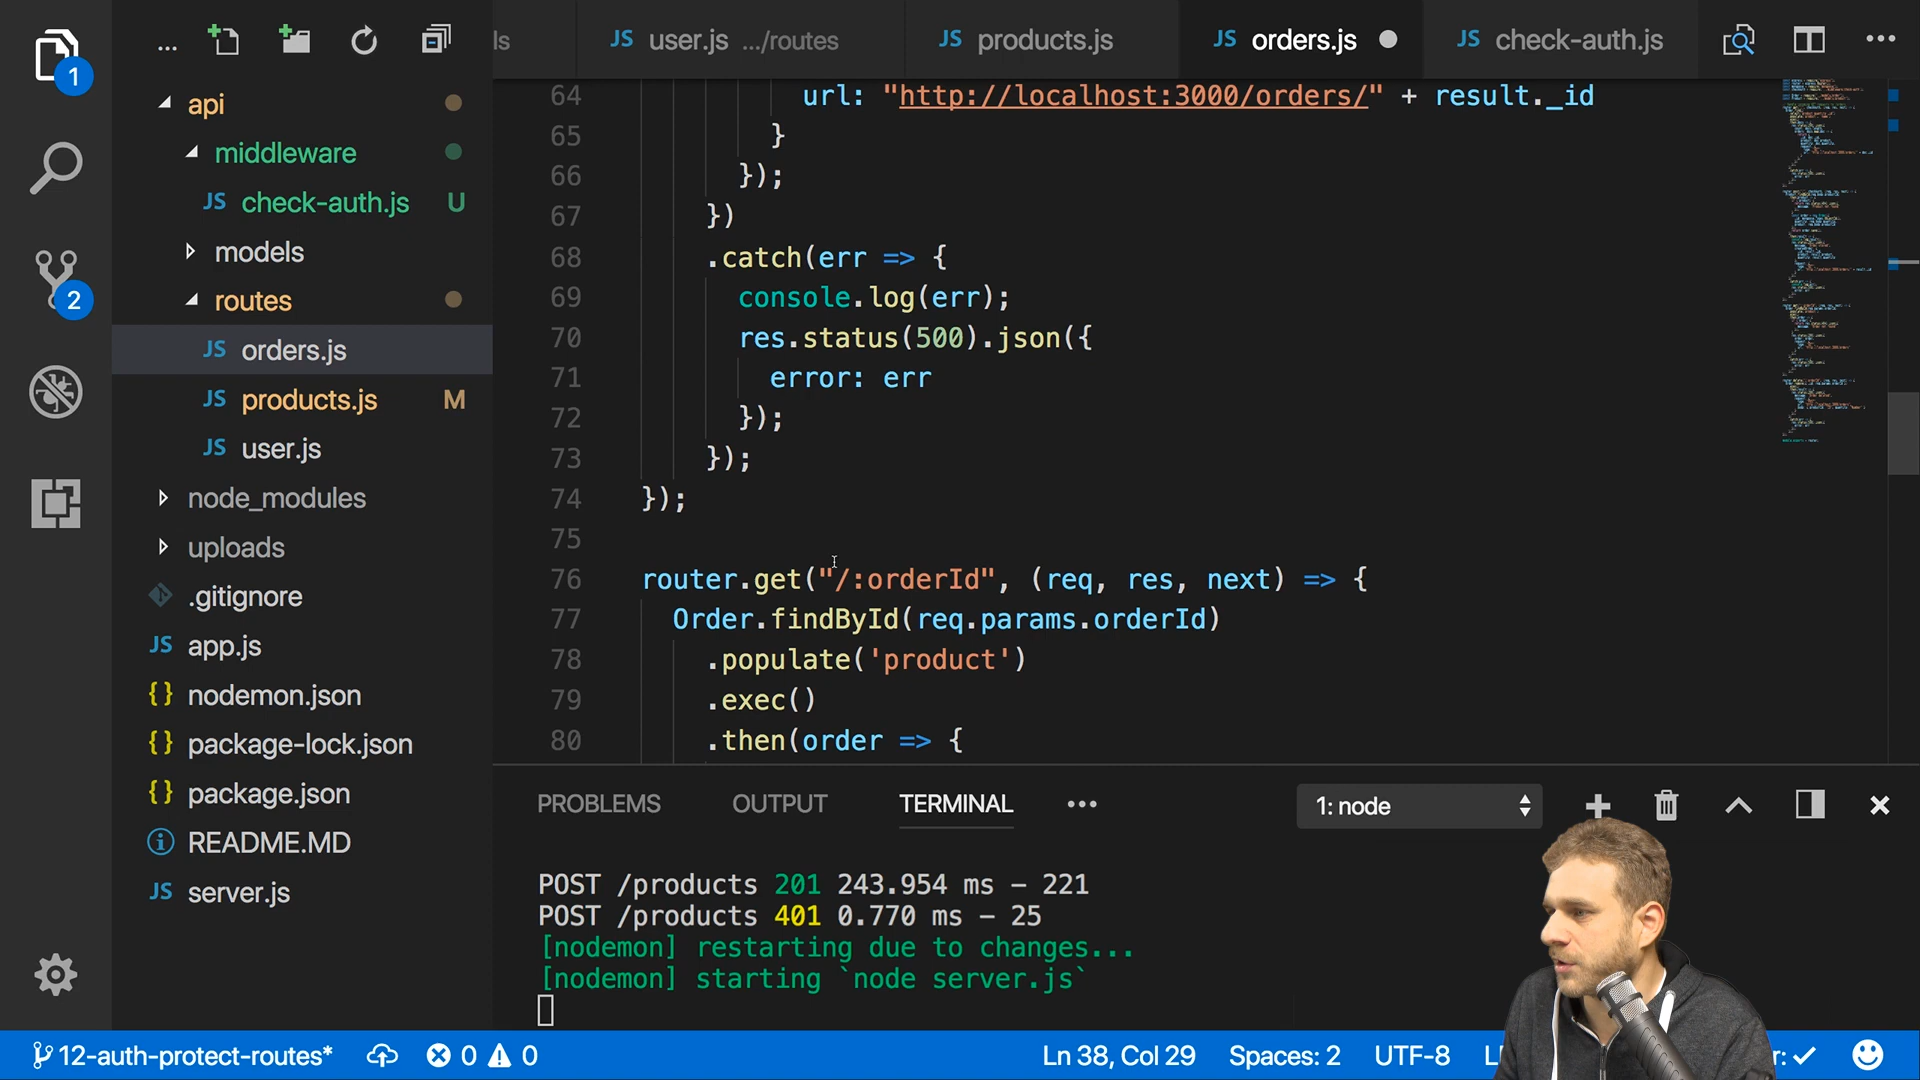 1
2
...
api
middleware
JS check-auth.js U
models
routes
JS orders.js
JS products.js M
JS user.js
node_modules
uploads
.gitignore
JS app.js
{} nodemon.json
{} package-lock.json
{} package.json
README.MD
JS server.js
ls
JS user.js .../routes
JS products.js
JS orders.js
JS check-auth.js
64 url: "http://localhost:3000/orders/" + result._id
65 }
66 });
67 })
68 .catch(err => {
69 console.log(err);
70 res.status(500).json({
71 error: err
72 });
73 });
74 });
75
76 router.get("/:orderId", (req, res, next) => {
77 Order.findById(req.params.orderId)
78 .populate('product')
79 .exec()
80 .then(order => {
PROBLEMS OUTPUT TERMINAL ...
1: node
POST /products 201 243.954 ms - 221
POST /products 401 0.770 ms - 25
[nodemon] restarting due to changes...
[nodemon] starting `node server.js`
12-auth-protect-routes* 0 0 Ln 38, Col 29 Spaces: 2 UTF-8